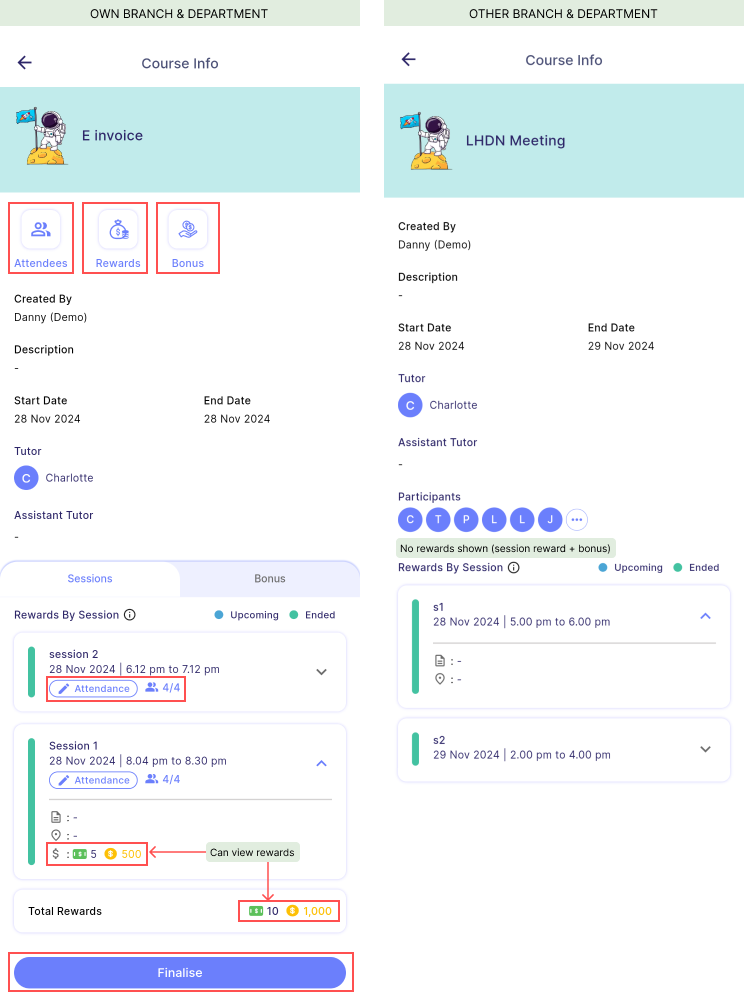 OWN BRANCH & DEPARTMENT
Course Info
E invoice
Attendees
Rewards
Bonus
Created By
Danny (Demo)
Description
-
Start Date
End Date
28 Nov 2024
28 Nov 2024
Tutor
C
Charlotte
Assistant Tutor
-
Sessions
Bonus
Rewards By Session
Upcoming
Ended
session 2
28 Nov 2024 | 6.12 pm to 7.12 pm
Attendance
4/4
Session 1
28 Nov 2024 | 8.04 pm to 8.30 pm
Attendance
4/4
: -
: -
$ : 5 500
Can view rewards
Total Rewards
10 1,000
Finalise
OTHER BRANCH & DEPARTMENT
Course Info
LHDN Meeting
Created By
Danny (Demo)
Description
-
Start Date
End Date
28 Nov 2024
29 Nov 2024
Tutor
C
Charlotte
Assistant Tutor
-
Participants
C T P L L J
No rewards shown (session reward + bonus)
Rewards By Session
Upcoming
Ended
s1
28 Nov 2024 | 5.00 pm to 6.00 pm
: -
: -
s2
29 Nov 2024 | 2.00 pm to 4.00 pm